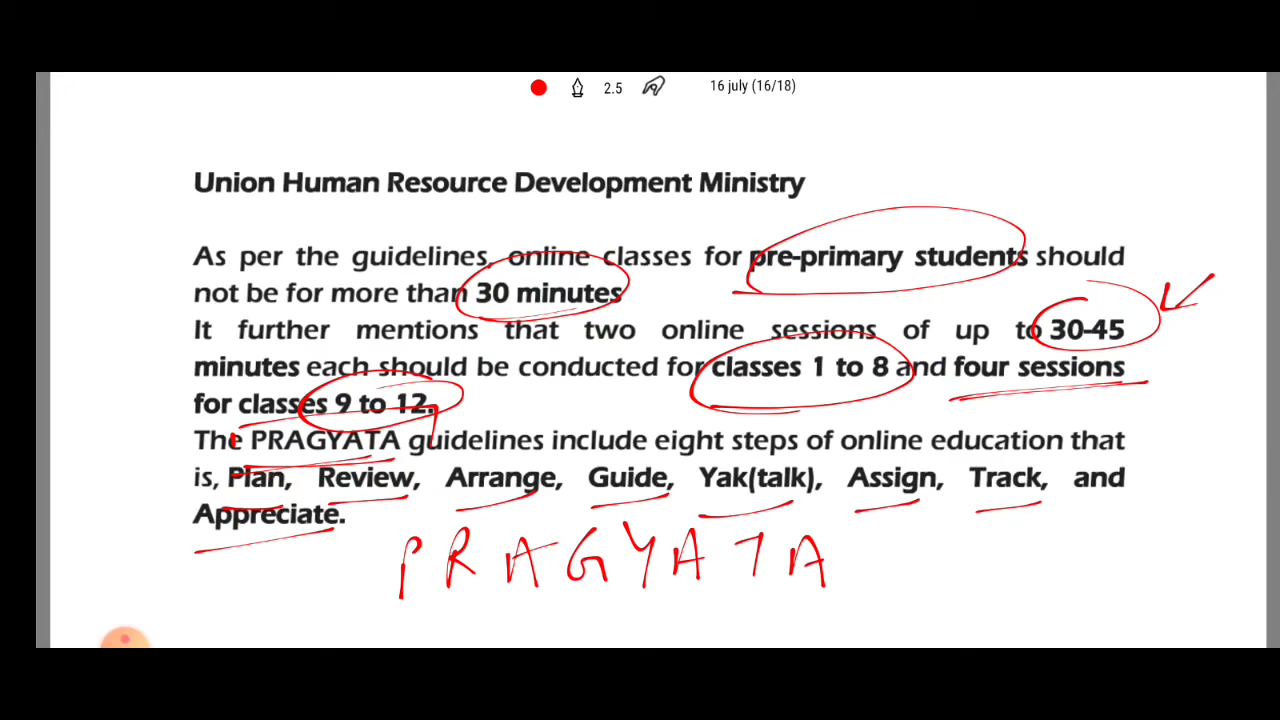 2.5 16 july (16/18)
Union Human Resource Development Ministry
As per the guidelines, online classes for pre-primary students should
not be for more than 30 minutes
It further mentions that two online sessions of up to 30-45
minutes each should be conducted for classes 1 to 8 and four sessions
for classes 9 to 12.
The PRAGYATA guidelines include eight steps of online education that
is, Plan, Review, Arrange, Guide, Yak(talk), Assign, Track, and
Appreciate.
PRAGYATA